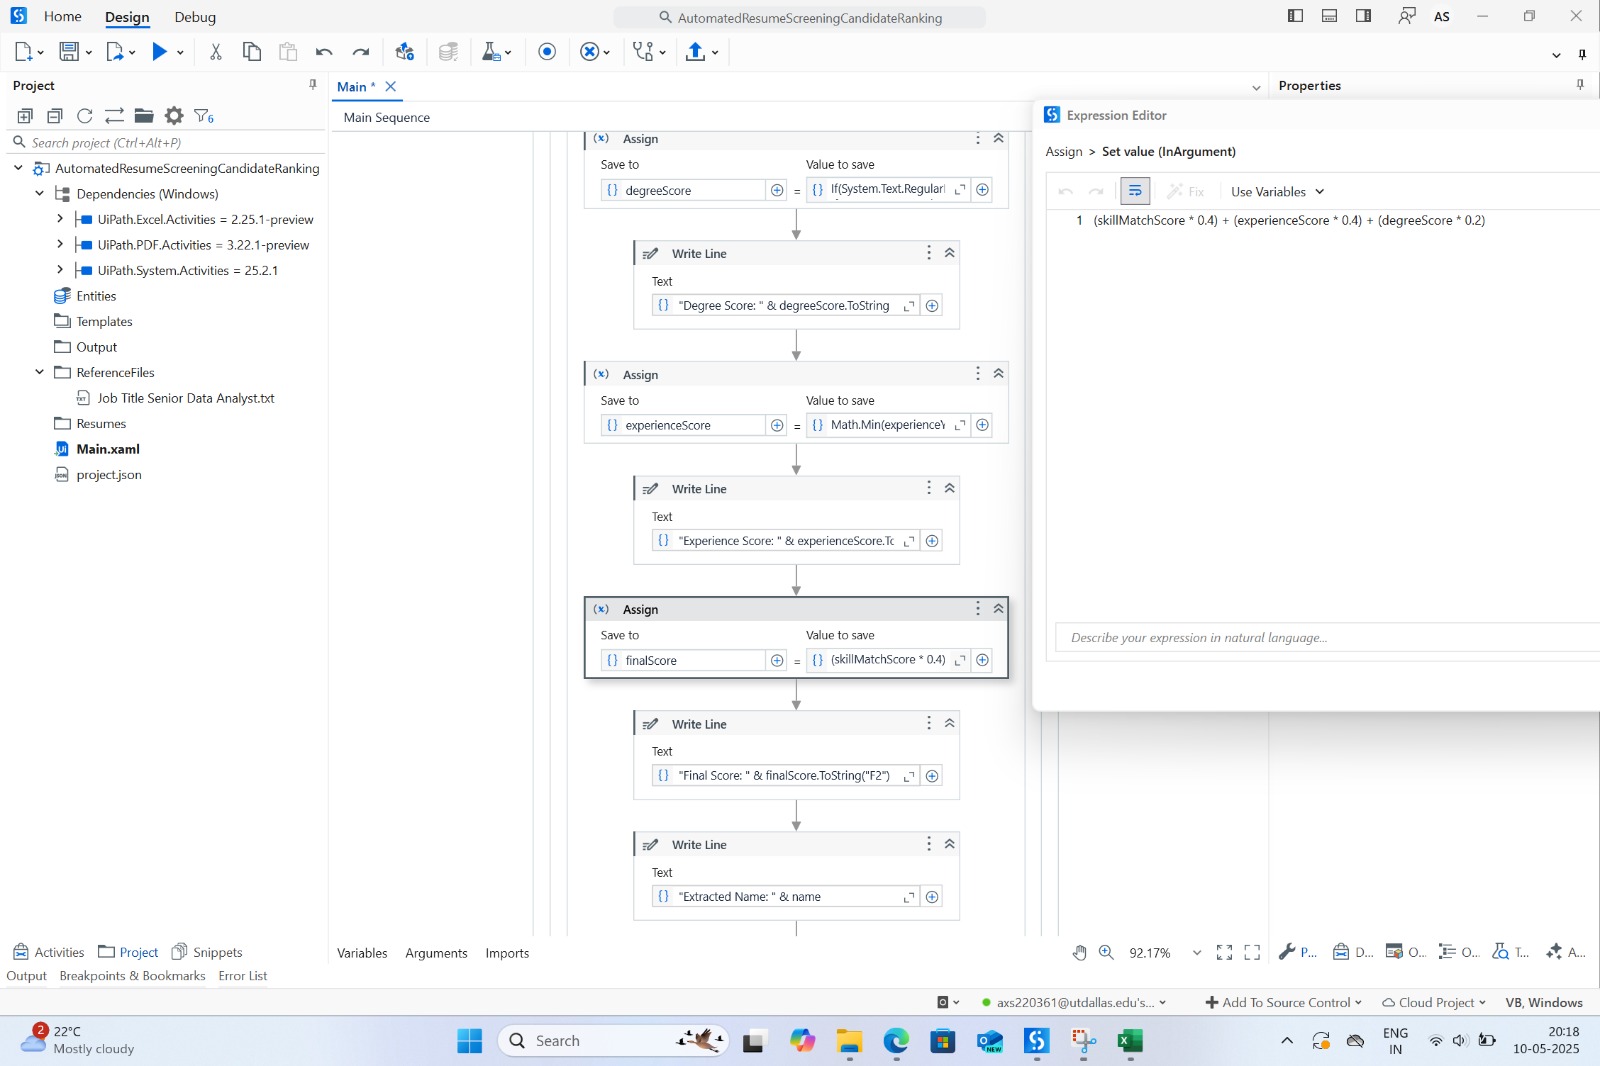 Home
Design
Debug
AutomatedResumeScreeningCandidateRanking
AS
Project
Search project (Ctrl+Alt+P)
6
AutomatedResumeScreeningCandidateRanking
Dependencies (Windows)
UiPath.Excel.Activities = 2.25.1-preview
UiPath.PDF.Activities = 3.22.1-preview
UiPath.System.Activities = 25.2.1
Entities
Templates
Output
ReferenceFiles
Job Title Senior Data Analyst.txt
Resumes
Main.xaml
project.json
Main *
Main Sequence
Assign
Save to
Value to save
degreeScore
=
If(System.Text.Regular
Write Line
Text
"Degree Score: " & degreeScore.ToString
Assign
Save to
Value to save
experienceScore
=
Math.Min(experienceY
Write Line
Text
"Experience Score: " & experienceScore.To
Assign
Save to
Value to save
finalScore
=
(skillMatchScore * 0.4)
Write Line
Text
"Final Score: " & finalScore.ToString("F2")
Write Line
Text
"Extracted Name: " & name
Properties
Expression Editor
Assign > Set value (InArgument)
Fix
Use Variables
1 (skillMatchScore * 0.4) + (experienceScore * 0.4) + (degreeScore * 0.2)
Describe your expression in natural language...
Activities
Project
Snippets
Variables
Arguments
Imports
92.17%
P...
D...
O...
O...
T...
A...
Output
Breakpoints & Bookmarks
Error List
axs220361@utdallas.edu's...
Add To Source Control
Cloud Project
VB, Windows
2
22°C
Mostly cloudy
Search
NEW
ENG
IN
20:18
10-05-2025